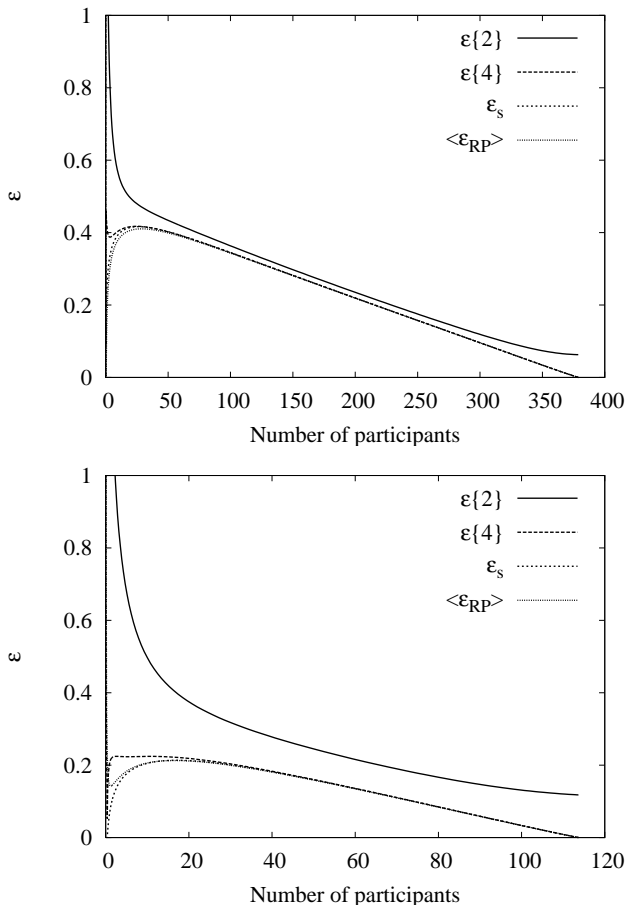 1
0.8
0.6
0.4
0.2
0
ε
ε{2}
ε{4}
εs
<εRP>
0 50 100 150 200 250 300 350 400
Number of participants
1
0.8
0.6
0.4
0.2
0
ε
ε{2}
ε{4}
εs
<εRP>
0 20 40 60 80 100 120
Number of participants